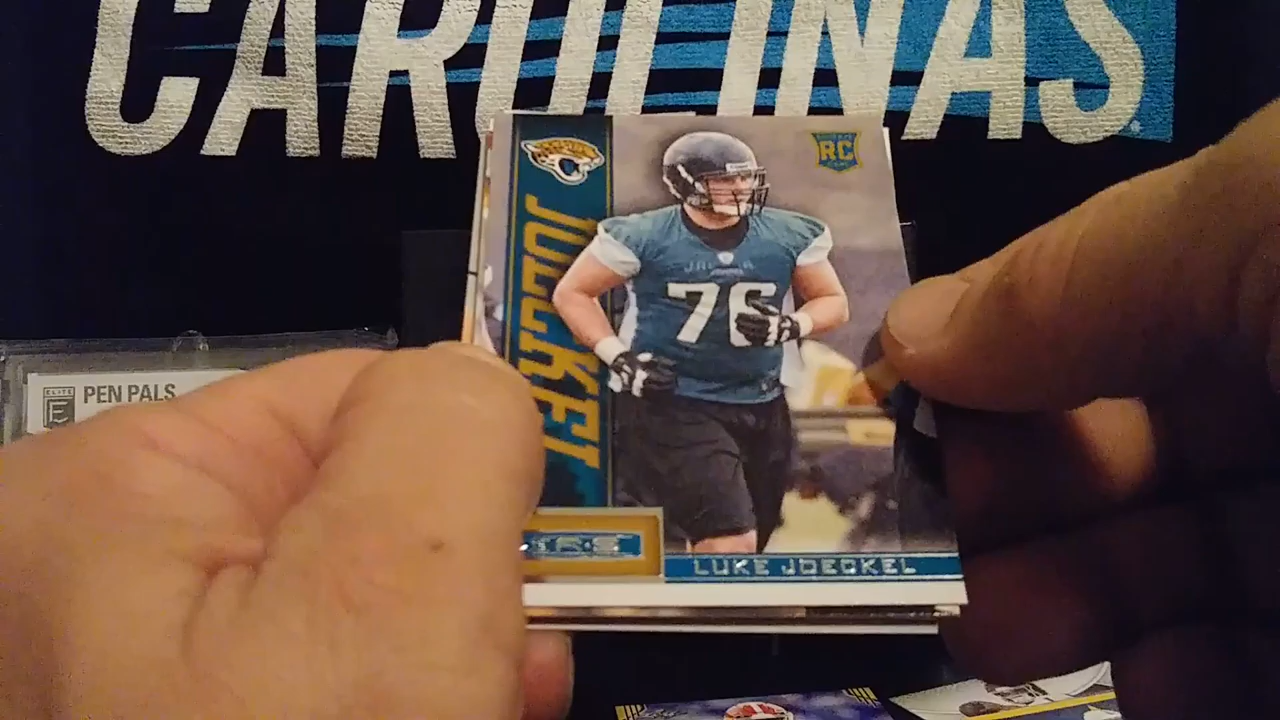 CAROLINAS
RC
JOECKEL
76
ELITE
E
PEN PALS
LUKE JOECKEL